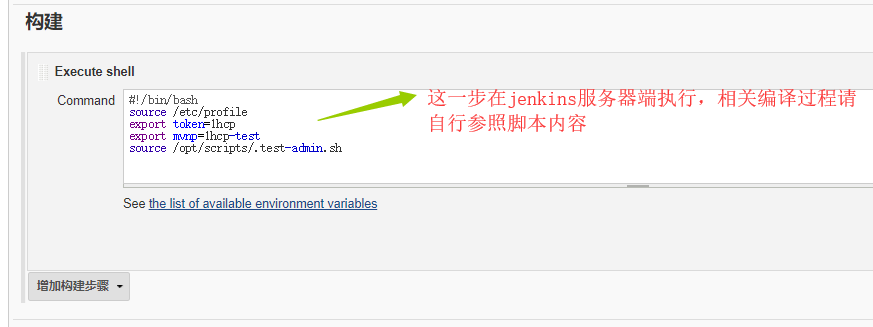 构建
Execute shell
Command
#!/bin/bash
source /etc/profile
export token=lhcp
export mvnp=lhcp-test
source /opt/scripts/.test-admin.sh
这一步在jenkins服务器端执行，相关编译过程请
自行参照脚本内容
See the list of available environment variables
增加构建步骤